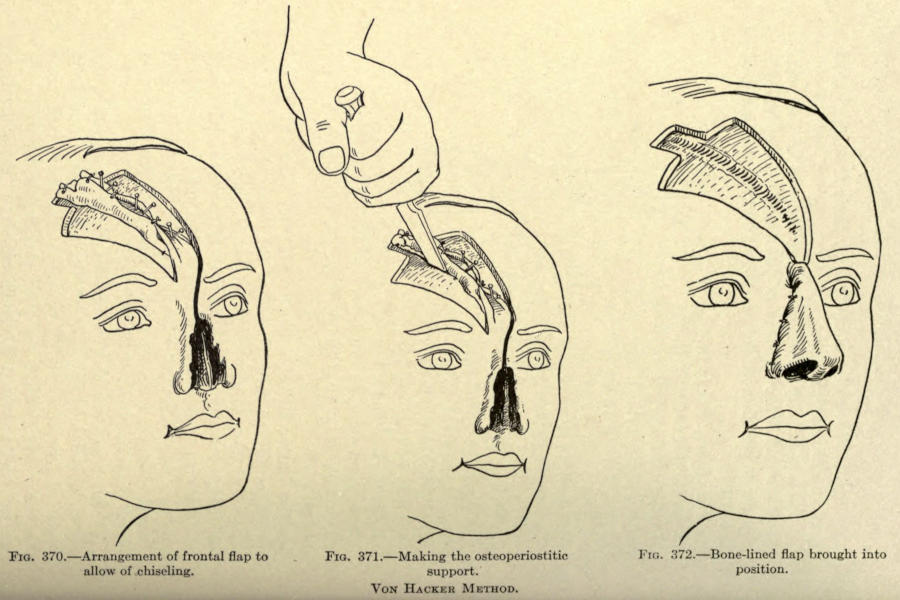 FIG. 370.—Arrangement of frontal flap to
allow of chiseling.
FIG. 371.—Making the osteoperiostitic
support.
FIG. 372.—Bone-lined flap brought into
position.
VON HACKER METHOD.